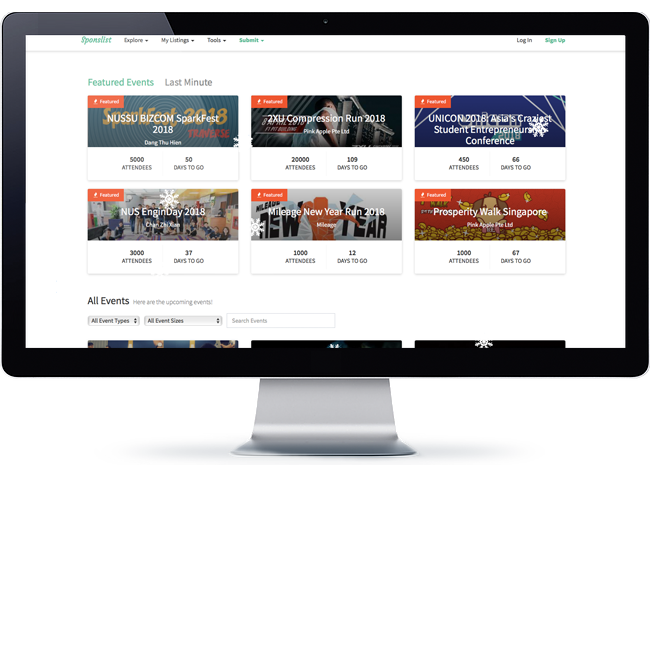 Sponslist Explore My Listings Tools Submit Log In Sign Up
Featured Events Last Minute
Featured
NUSSU BIZCOM SparkFest
2018
Dang Thu Hien
5000 50
ATTENDEES DAYS TO GO
Featured
2XU Compression Run 2018
Pink Apple Pte Ltd
20000 109
ATTENDEES DAYS TO GO
Featured
UNICON 2018: Asia's Craziest
Student Entrepreneurship
Conference
450 66
ATTENDEES DAYS TO GO
Featured
NUS EnginDay 2018
Chan Zhi Xian
3000 37
ATTENDEES DAYS TO GO
Featured
Mileage New Year Run 2018
Mileage
NEW
YEAR
1000 12
ATTENDEES DAYS TO GO
Featured
Prosperity Walk Singapore
Pink Apple Pte Ltd
1000 67
ATTENDEES DAYS TO GO
All Events Here are the upcoming events!
All Event Types All Event Sizes Search Events